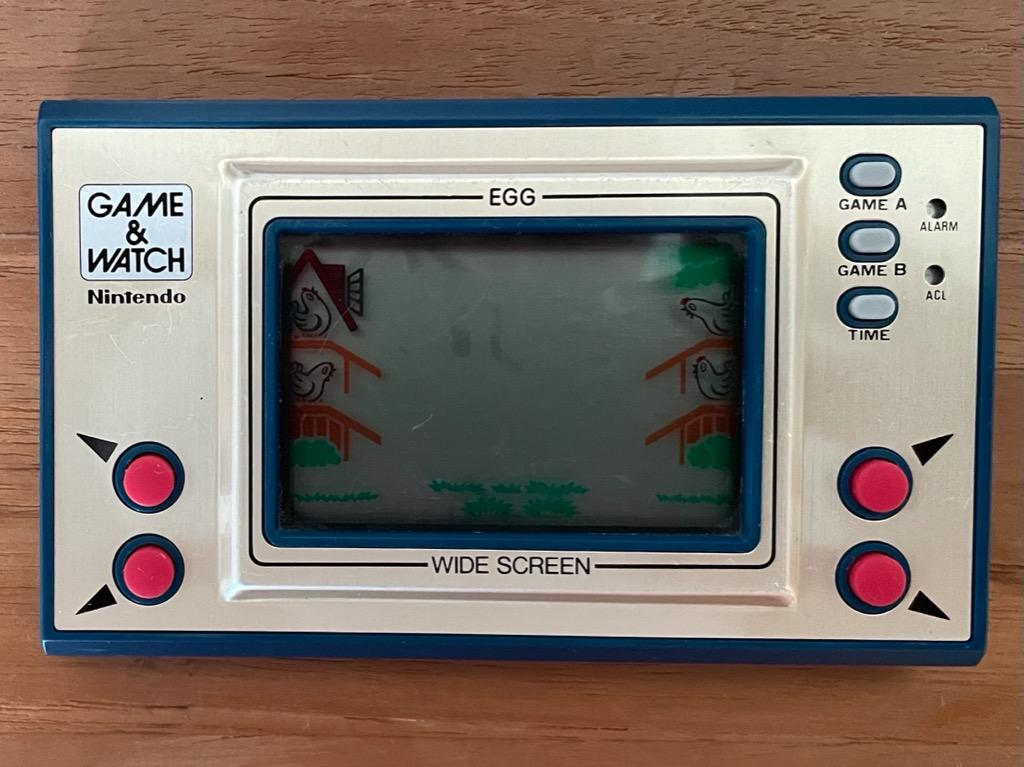 GAME
&
WATCH
Nintendo
EGG
WIDE SCREEN
GAME A
ALARM
GAME B
ACL
TIME